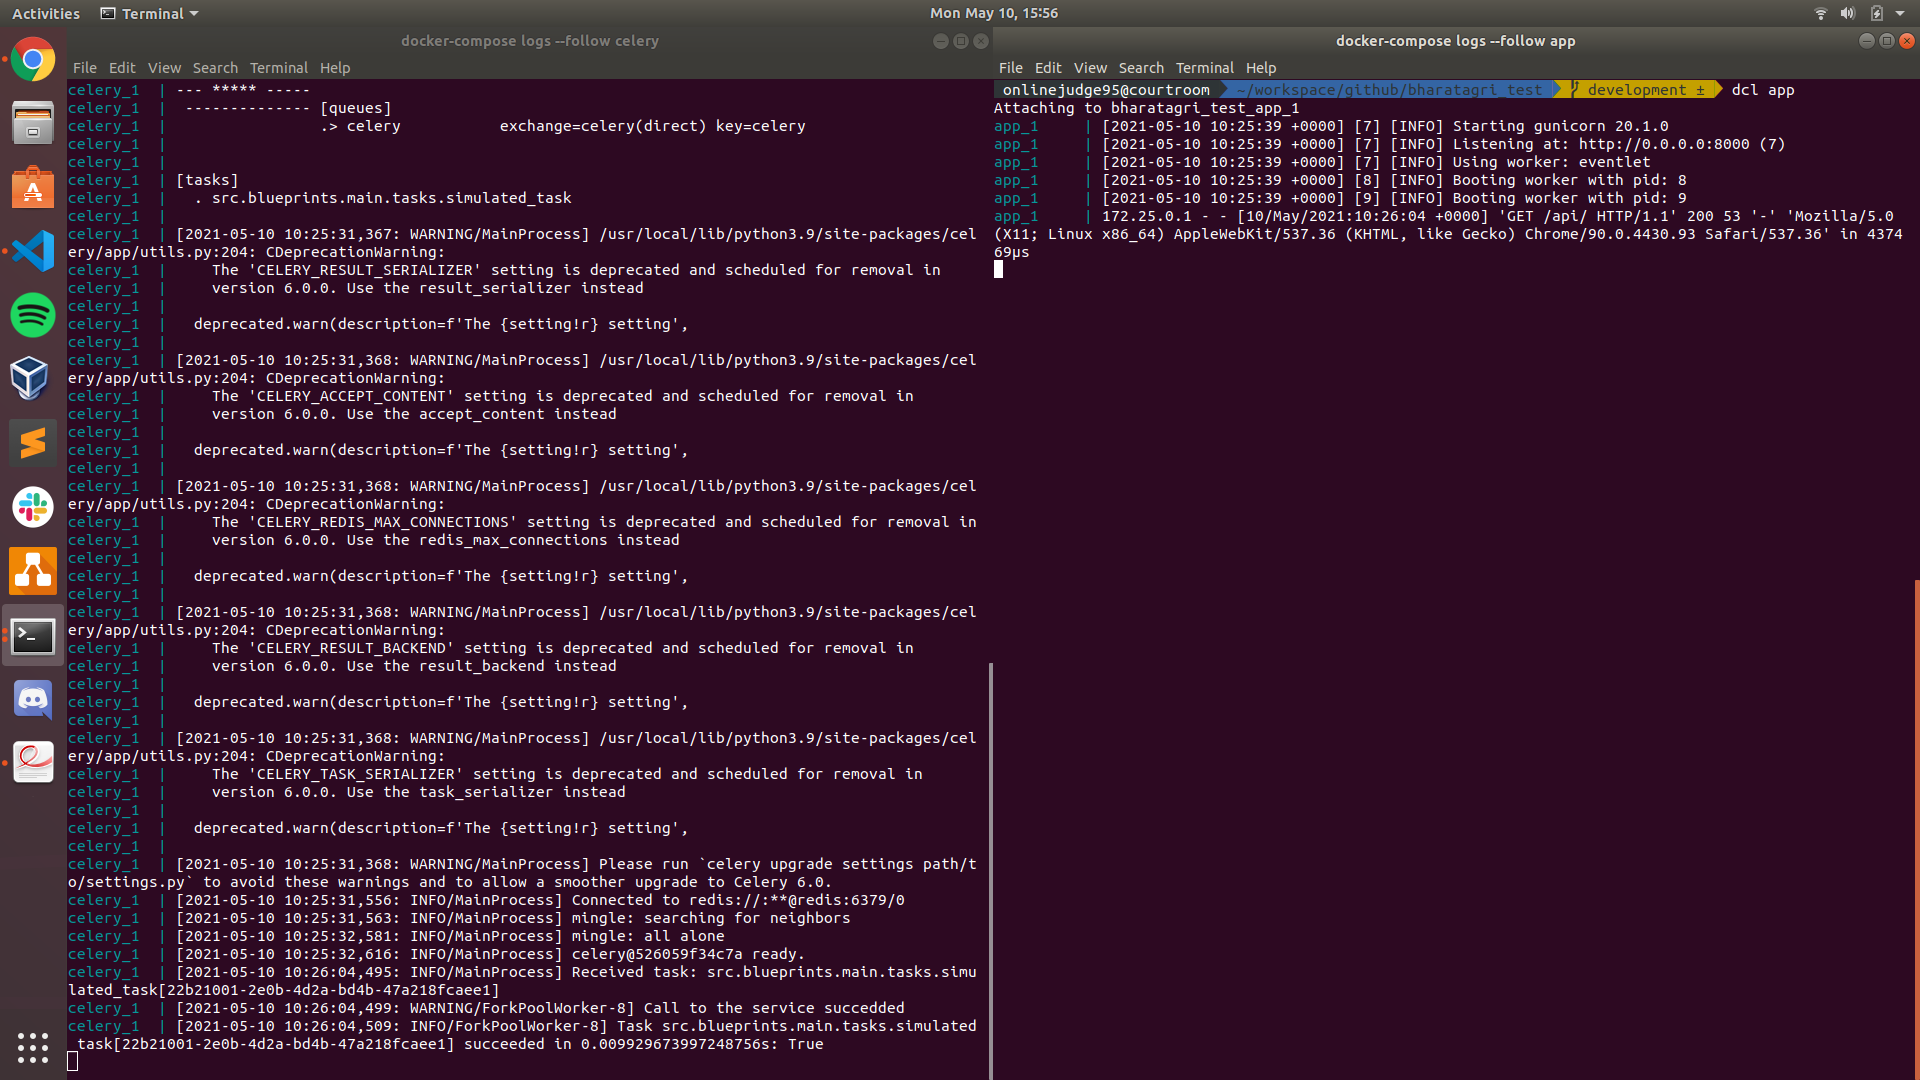 Activities Terminal Mon May 10, 15:56
docker-compose logs --follow celery
File Edit View Search Terminal Help
celery_1  | --- ***** -----
celery_1  |  -------------- [queues]
celery_1  |                 .> celery           exchange=celery(direct) key=celery
celery_1  |
celery_1  |
celery_1  | [tasks]
celery_1  |   . src.blueprints.main.tasks.simulated_task
celery_1  |
celery_1  | [2021-05-10 10:25:31,367: WARNING/MainProcess] /usr/local/lib/python3.9/site-packages/cel
ery/app/utils.py:204: CDeprecationWarning:
celery_1  |     The 'CELERY_RESULT_SERIALIZER' setting is deprecated and scheduled for removal in
celery_1  |     version 6.0.0. Use the result_serializer instead
celery_1  |
celery_1  |   deprecated.warn(description=f'The {setting!r} setting',
celery_1  |
celery_1  | [2021-05-10 10:25:31,368: WARNING/MainProcess] /usr/local/lib/python3.9/site-packages/cel
ery/app/utils.py:204: CDeprecationWarning:
celery_1  |     The 'CELERY_ACCEPT_CONTENT' setting is deprecated and scheduled for removal in
celery_1  |     version 6.0.0. Use the accept_content instead
celery_1  |
celery_1  |   deprecated.warn(description=f'The {setting!r} setting',
celery_1  |
celery_1  | [2021-05-10 10:25:31,368: WARNING/MainProcess] /usr/local/lib/python3.9/site-packages/cel
ery/app/utils.py:204: CDeprecationWarning:
celery_1  |     The 'CELERY_REDIS_MAX_CONNECTIONS' setting is deprecated and scheduled for removal in
celery_1  |     version 6.0.0. Use the redis_max_connections instead
celery_1  |
celery_1  |   deprecated.warn(description=f'The {setting!r} setting',
celery_1  |
celery_1  | [2021-05-10 10:25:31,368: WARNING/MainProcess] /usr/local/lib/python3.9/site-packages/cel
ery/app/utils.py:204: CDeprecationWarning:
celery_1  |     The 'CELERY_RESULT_BACKEND' setting is deprecated and scheduled for removal in
celery_1  |     version 6.0.0. Use the result_backend instead
celery_1  |
celery_1  |   deprecated.warn(description=f'The {setting!r} setting',
celery_1  |
celery_1  | [2021-05-10 10:25:31,368: WARNING/MainProcess] /usr/local/lib/python3.9/site-packages/cel
ery/app/utils.py:204: CDeprecationWarning:
celery_1  |     The 'CELERY_TASK_SERIALIZER' setting is deprecated and scheduled for removal in
celery_1  |     version 6.0.0. Use the task_serializer instead
celery_1  |
celery_1  |   deprecated.warn(description=f'The {setting!r} setting',
celery_1  |
celery_1  | [2021-05-10 10:25:31,368: WARNING/MainProcess] Please run `celery upgrade settings path/t
o/settings.py` to avoid these warnings and to allow a smoother upgrade to Celery 6.0.
celery_1  | [2021-05-10 10:25:31,556: INFO/MainProcess] Connected to redis://:**@redis:6379/0
celery_1  | [2021-05-10 10:25:31,563: INFO/MainProcess] mingle: searching for neighbors
celery_1  | [2021-05-10 10:25:32,581: INFO/MainProcess] mingle: all alone
celery_1  | [2021-05-10 10:25:32,616: INFO/MainProcess] celery@526059f34c7a ready.
celery_1  | [2021-05-10 10:26:04,495: INFO/MainProcess] Received task: src.blueprints.main.tasks.simu
lated_task[22b21001-2e0b-4d2a-bd4b-47a218fcaee1]
celery_1  | [2021-05-10 10:26:04,499: WARNING/ForkPoolWorker-8] Call to the service succedded
celery_1  | [2021-05-10 10:26:04,509: INFO/ForkPoolWorker-8] Task src.blueprints.main.tasks.simulated
_task[22b21001-2e0b-4d2a-bd4b-47a218fcaee1] succeeded in 0.009929673997248756s: True
docker-compose logs --follow app
File Edit View Search Terminal Help
onlinejudge95@courtroom ~/workspace/github/bharatagri_test development ± dcl app
Attaching to bharatagri_test_app_1
app_1     | [2021-05-10 10:25:39 +0000] [7] [INFO] Starting gunicorn 20.1.0
app_1     | [2021-05-10 10:25:39 +0000] [7] [INFO] Listening at: http://0.0.0.0:8000 (7)
app_1     | [2021-05-10 10:25:39 +0000] [7] [INFO] Using worker: eventlet
app_1     | [2021-05-10 10:25:39 +0000] [8] [INFO] Booting worker with pid: 8
app_1     | [2021-05-10 10:25:39 +0000] [9] [INFO] Booting worker with pid: 9
app_1     | 172.25.0.1 - - [10/May/2021:10:26:04 +0000] 'GET /api/ HTTP/1.1' 200 53 '-' 'Mozilla/5.0
(X11; Linux x86_64) AppleWebKit/537.36 (KHTML, like Gecko) Chrome/90.0.4430.93 Safari/537.36' in 4374
69µs